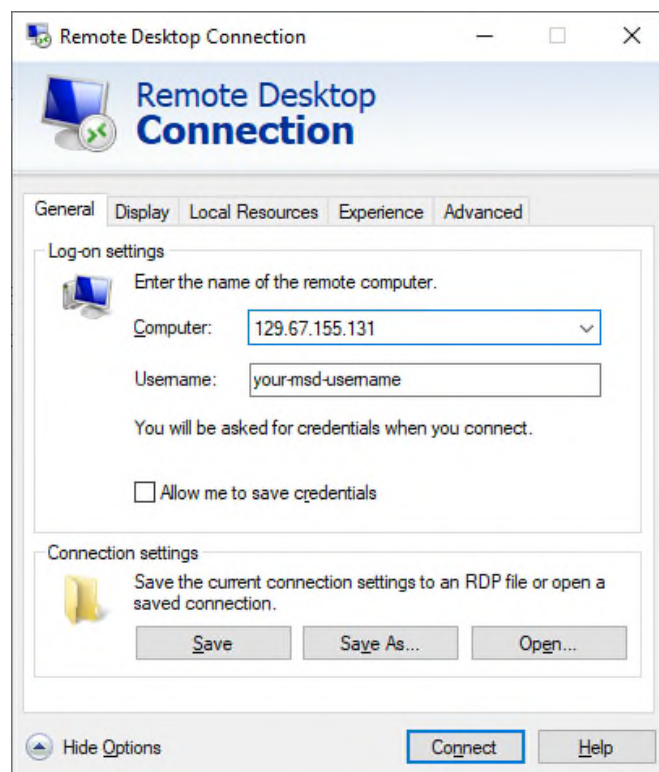 Remote Desktop Connection
Remote Desktop
Connection
General Display Local Resources Experience Advanced
Log-on settings
Enter the name of the remote computer.
Computer: 129.67.155.131
Username: your-msd-username
You will be asked for credentials when you connect.
Allow me to save credentials
Connection settings
Save the current connection settings to an RDP file or open a
saved connection.
Save Save As... Open...
Hide Options Connect Help